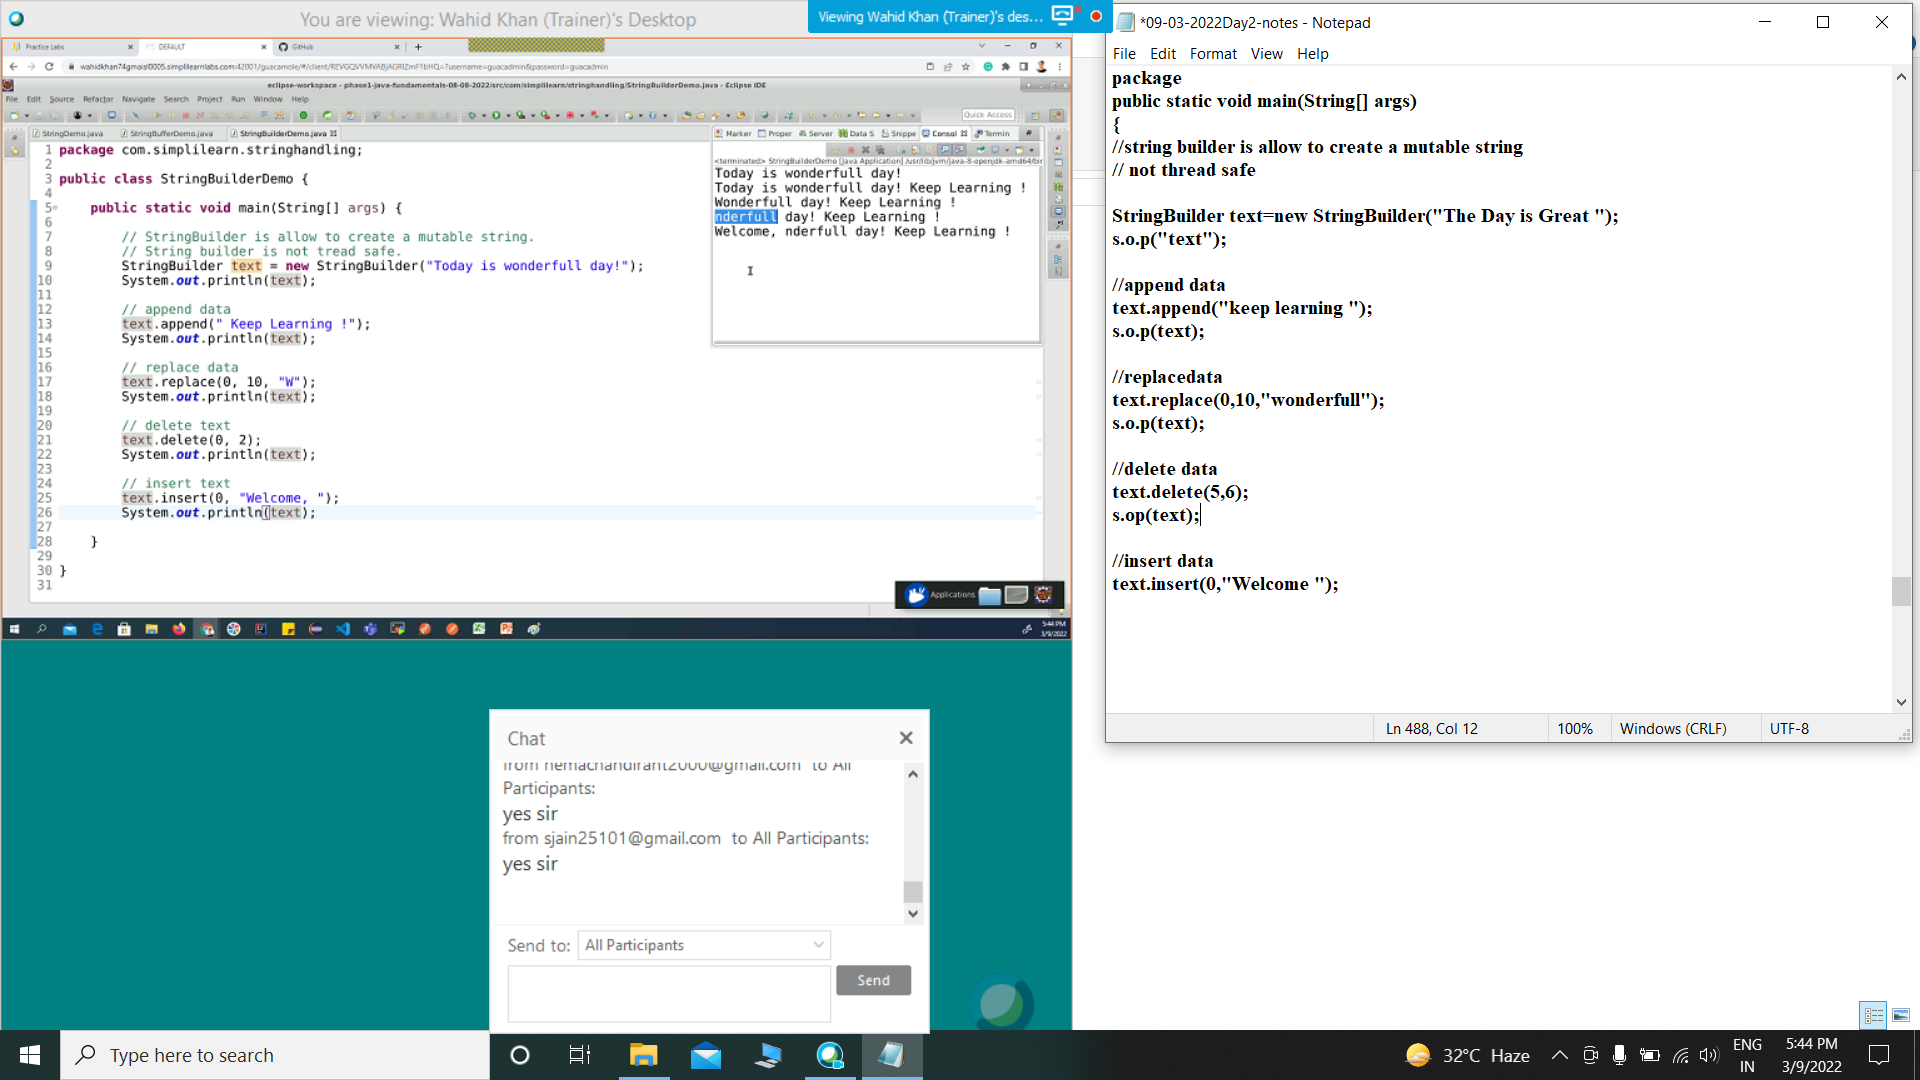 You are viewing: Wahid Khan (Trainer)'s Desktop
Viewing Wahid Khan (Trainer)'s des...
Practice Labs
DEFAULT
GitHub
wahidkhan74gmail0005.simplilearnlabs.com:42001/guacamole/#/client/
eclipse-workspace - phase1-java-fundamentals-08-08-2022/src/com/simplilearn/stringhandling/StringBuilderDemo.java - Eclipse IDE
File Edit Source Refactor Navigate Search Project Run Window Help
Quick Access
StringDemo.java StringBufferDemo.java StringBuilderDemo.java
1 package com.simplilearn.stringhandling;
2
3 public class StringBuilderDemo {
4
5 public static void main(String[] args) {
6
7 // StringBuilder is allow to create a mutable string.
8 // String builder is not tread safe.
9 StringBuilder text = new StringBuilder("Today is wonderfull day!");
10 System.out.println(text);
11
12 // append data
13 text.append(" Keep Learning !");
14 System.out.println(text);
15
16 // replace data
17 text.replace(0, 10, "W");
18 System.out.println(text);
19
20 // delete text
21 text.delete(0, 2);
22 System.out.println(text);
23
24 // insert text
25 text.insert(0, "Welcome, ");
26 System.out.println(text);
27
28 }
29
30 }
31
Marker Proper Server Data S Snippe Consol Termin
<terminated> StringBuilderDemo [Java Application] /usr/lib/jvm/java-8-openjdk-amd64/bin
Today is wonderfull day!
Today is wonderfull day! Keep Learning !
Wonderfull day! Keep Learning !
nderfull day! Keep Learning !
Welcome, nderfull day! Keep Learning !
Applications
5:44 PM
3/9/2022
Chat
from hemachandirant2000@gmail.com to All
Participants:
yes sir
from sjain25101@gmail.com to All Participants:
yes sir
Send to: All Participants
Send
*09-03-2022Day2-notes - Notepad
File Edit Format View Help
package
public static void main(String[] args)
{
//string builder is allow to create a mutable string
// not thread safe
StringBuilder text=new StringBuilder("The Day is Great ");
s.o.p("text");
//append data
text.append("keep learning ");
s.o.p(text);
//replacedata
text.replace(0,10,"wonderfull");
s.o.p(text);
//delete data
text.delete(5,6);
s.op(text);
//insert data
text.insert(0,"Welcome ");
Ln 488, Col 12
100%
Windows (CRLF)
UTF-8
Type here to search
32°C Haze
ENG
IN
5:44 PM
3/9/2022